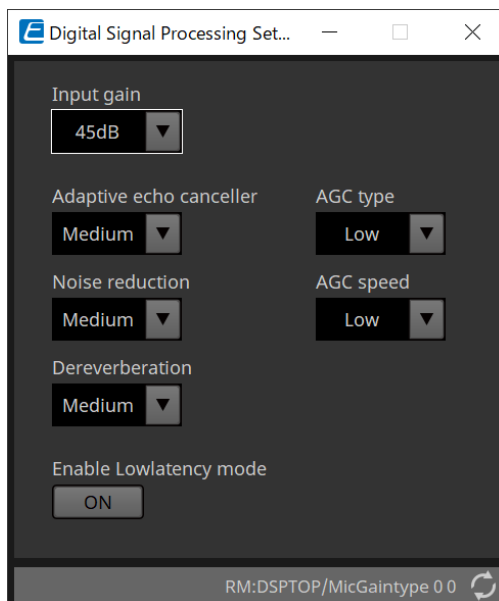 Digital Signal Processing Set...
Input gain
45dB
Adaptive echo canceller
Medium
AGC type
Low
Noise reduction
Medium
AGC speed
Low
Dereverberation
Medium
Enable Lowlatency mode
ON
RM:DSPTOP/MicGaintype 0 0